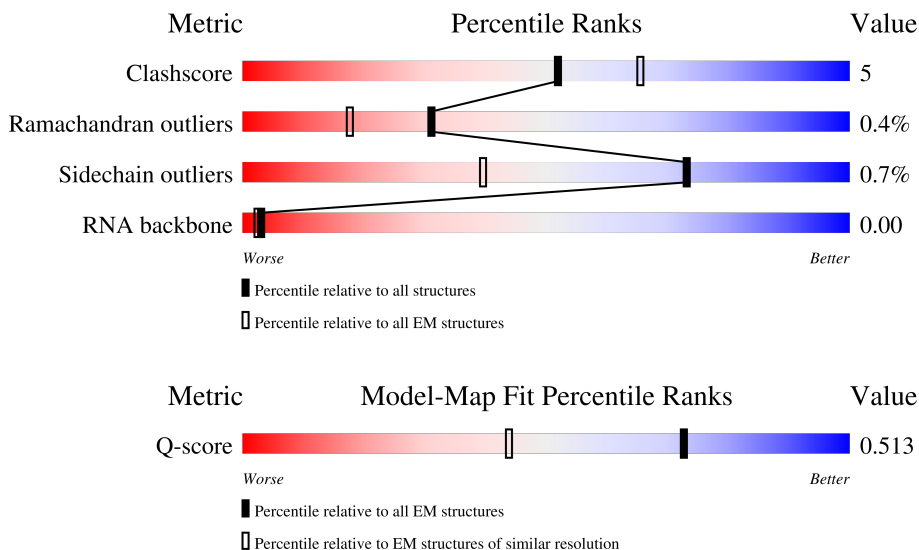 Metric Percentile Ranks Value
Clashscore 5
Ramachandran outliers 0.4%
Sidechain outliers 0.7%
RNA backbone 0.00
Worse Better
Percentile relative to all structures
Percentile relative to all EM structures
Metric Model-Map Fit Percentile Ranks Value
Q-score 0.513
Worse Better
Percentile relative to all EM structures
Percentile relative to EM structures of similar resolution